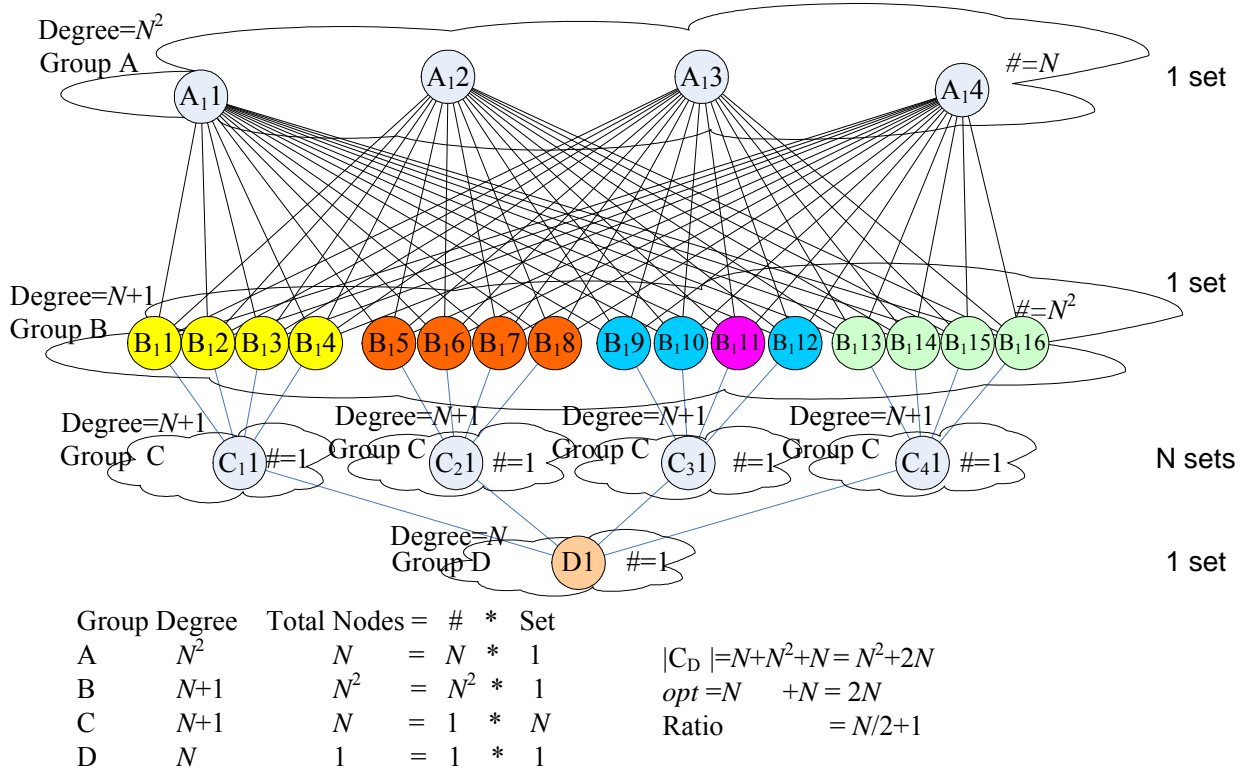 Degree=N²
Group A
A₁1 A₁2 A₁3 A₁4
#=N
1 set
1 set
Degree=N+1
Group B
#=N²
B₁1 B₁2 B₁3 B₁4 B₁5 B₁6 B₁7 B₁8 B₁9 B₁10 B₁11 B₁12 B₁13 B₁14 B₁15 B₁16
Degree=N+1 Degree=N+1 Degree=N+1 Degree=N+1
Group C Group C Group C Group C
C₁1 #=1 C₂1 #=1 C₃1 #=1 C₄1 #=1
N sets
Degree=N
Group D
D1 #=1
1 set
Group Degree Total Nodes = # * Set
A N² N = N * 1
B N+1 N² = N² * 1
C N+1 N = 1 * N
D N 1 = 1 * 1
|C_D |=N+N²+N= N²+2N
opt =N +N = 2N
Ratio = N/2+1